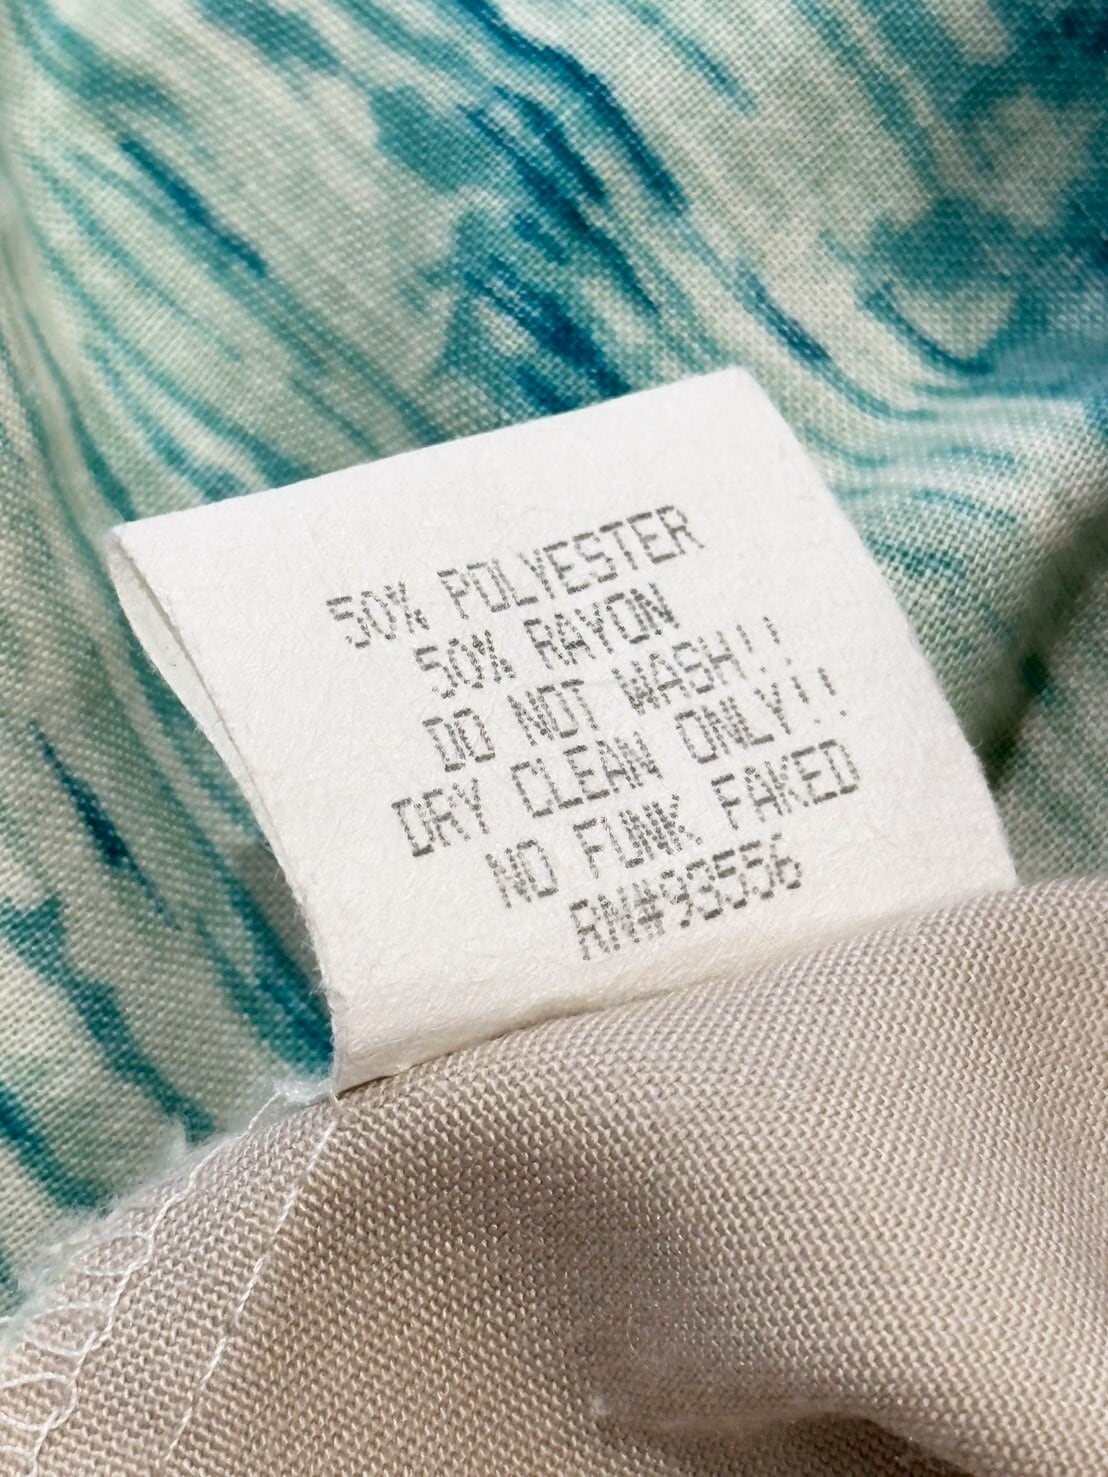 50% POLYESTER
50% RAYON
DO NOT WASH!!
DRY CLEAN ONLY!!
NO FUNK FAKED
RN#93556